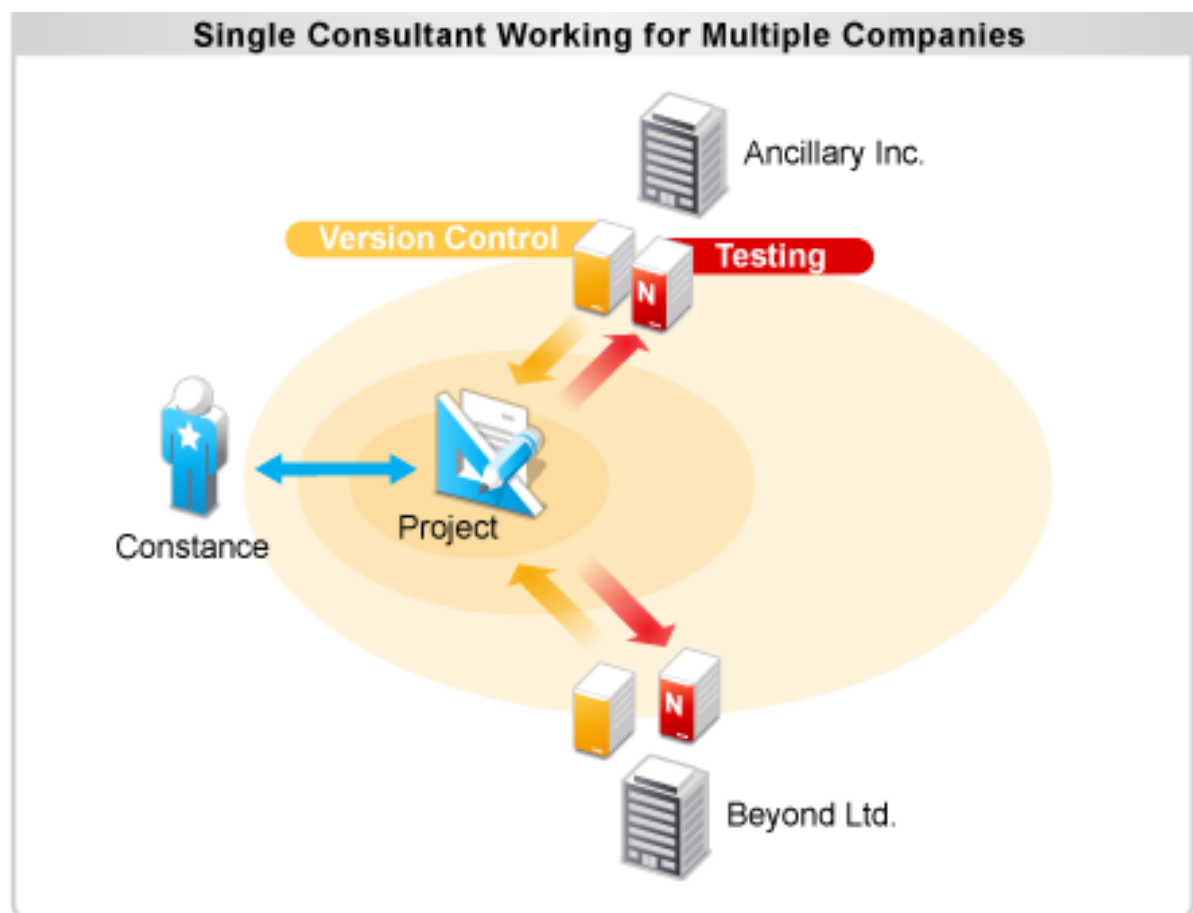 Single Consultant Working for Multiple Companies
Ancillary Inc.
Version Control
Testing
N
Project
Constance
N
Beyond Ltd.